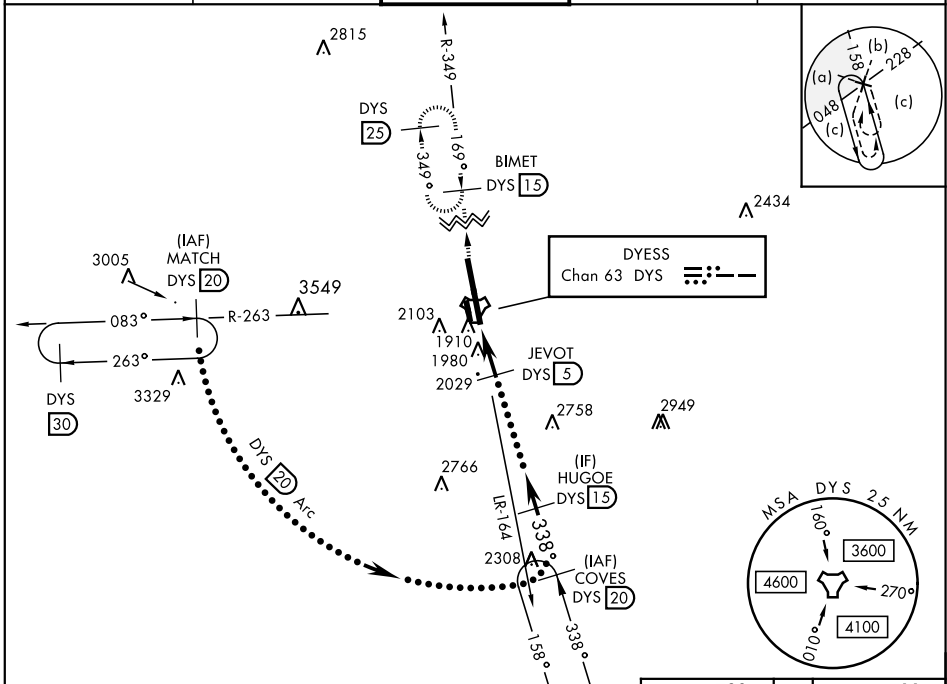 2815
R-349
DYS
25
349°
169°
BIMET
DYS 15
158
(b)
228
(a)
048
(c)
(c)
2434
(IAF)
MATCH
DYS 20
3005
3549
083°
R-263
263°
3329
DYS
30
DYESS
Chan 63 DYS
2103
1910
1980
2029
JEVOT
DYS 5
2758
2949
2766
LR-164
(IF)
HUGOE
DYS 15
338°
DYS 20 Arc
2308
(IAF)
COVES
DYS 20
158°
338°
MSA DYS 25 NM
160°
3600
4600
270°
4100
010°